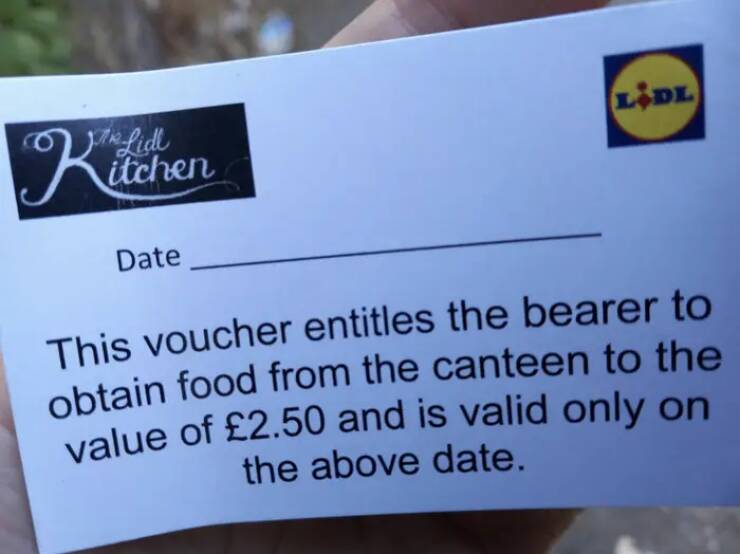 The Lidl
Kitchen
LIDL
Date
This voucher entitles the bearer to
obtain food from the canteen to the
value of £2.50 and is valid only on
the above date.